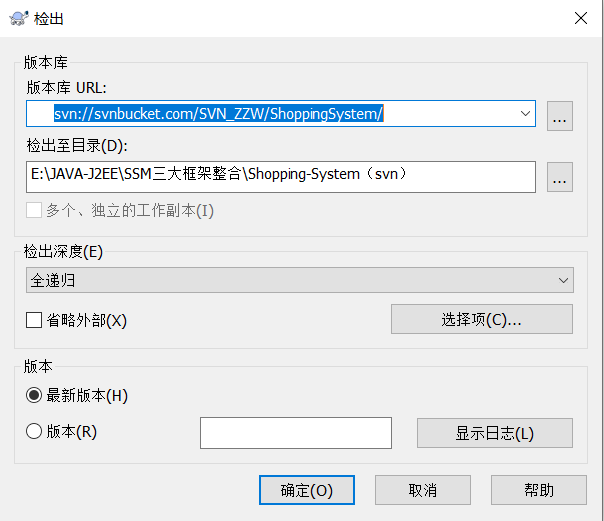 检出
版本库
版本库 URL:
svn://svnbucket.com/SVN_ZZW/ShoppingSystem/
...
检出至目录(D):
E:\JAVA-J2EE\SSM三大框架整合\Shopping-System（svn）
...
多个、独立的工作副本(I)
检出深度(E)
全递归
省略外部(X)
选择项(C)...
版本
最新版本(H)
版本(R)
显示日志(L)
确定(O)
取消
帮助